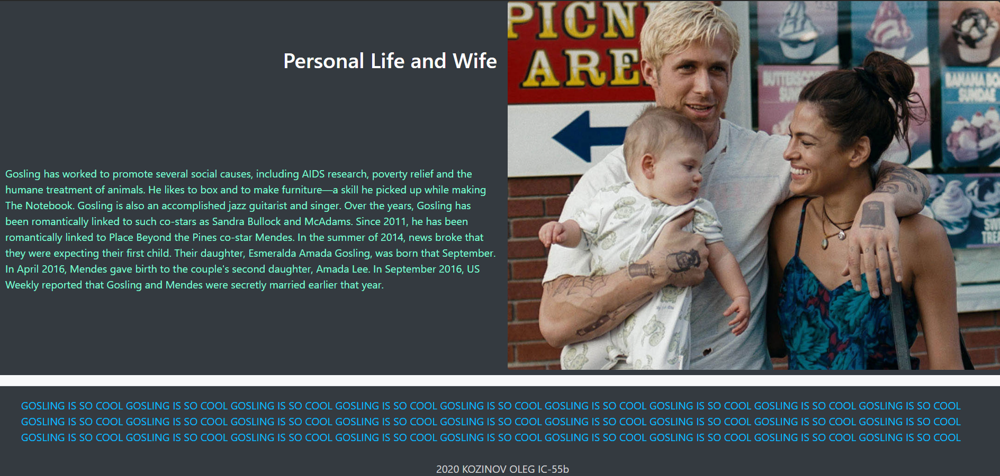 Personal Life and Wife
Gosling has worked to promote several social causes, including AIDS research, poverty relief and the
humane treatment of animals. He likes to box and to make furniture—a skill he picked up while making
The Notebook. Gosling is also an accomplished jazz guitarist and singer. Over the years, Gosling has
been romantically linked to such co-stars as Sandra Bullock and McAdams. Since 2011, he has been
romantically linked to Place Beyond the Pines co-star Mendes. In the summer of 2014, news broke that
they were expecting their first child. Their daughter, Esmeralda Amada Gosling, was born that September.
In April 2016, Mendes gave birth to the couple's second daughter, Amada Lee. In September 2016, US
Weekly reported that Gosling and Mendes were secretly married earlier that year.
PICN
ARE
BUTTERSC
SUN
BANANA BO
SUNDAE
SW
TREA
GOSLING IS SO COOL GOSLING IS SO COOL GOSLING IS SO COOL GOSLING IS SO COOL GOSLING IS SO COOL GOSLING IS SO COOL GOSLING IS SO COOL GOSLING IS SO COOL GOSLING IS SO COOL
GOSLING IS SO COOL GOSLING IS SO COOL GOSLING IS SO COOL GOSLING IS SO COOL GOSLING IS SO COOL GOSLING IS SO COOL GOSLING IS SO COOL GOSLING IS SO COOL GOSLING IS SO COOL
GOSLING IS SO COOL GOSLING IS SO COOL GOSLING IS SO COOL GOSLING IS SO COOL GOSLING IS SO COOL GOSLING IS SO COOL GOSLING IS SO COOL GOSLING IS SO COOL GOSLING IS SO COOL
2020 KOZINOV OLEG IC-55b